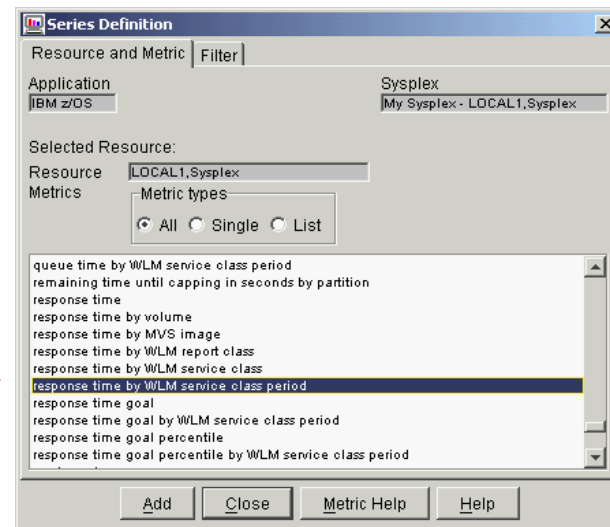 Series Definition
Resource and Metric
Filter
Application
Sysplex
IBM z/OS
My Sysplex - LOCAL1,Sysplex
Selected Resource:
Resource
LOCAL1,Sysplex
Metrics
Metric types
All
Single
List
queue time by WLM service class period
remaining time until capping in seconds by partition
response time
response time by volume
response time by MVS image
response time by WLM report class
response time by WLM service class
response time by WLM service class period
response time goal
response time goal by WLM service class period
response time goal percentile
response time goal percentile by WLM service class period
Add
Close
Metric Help
Help